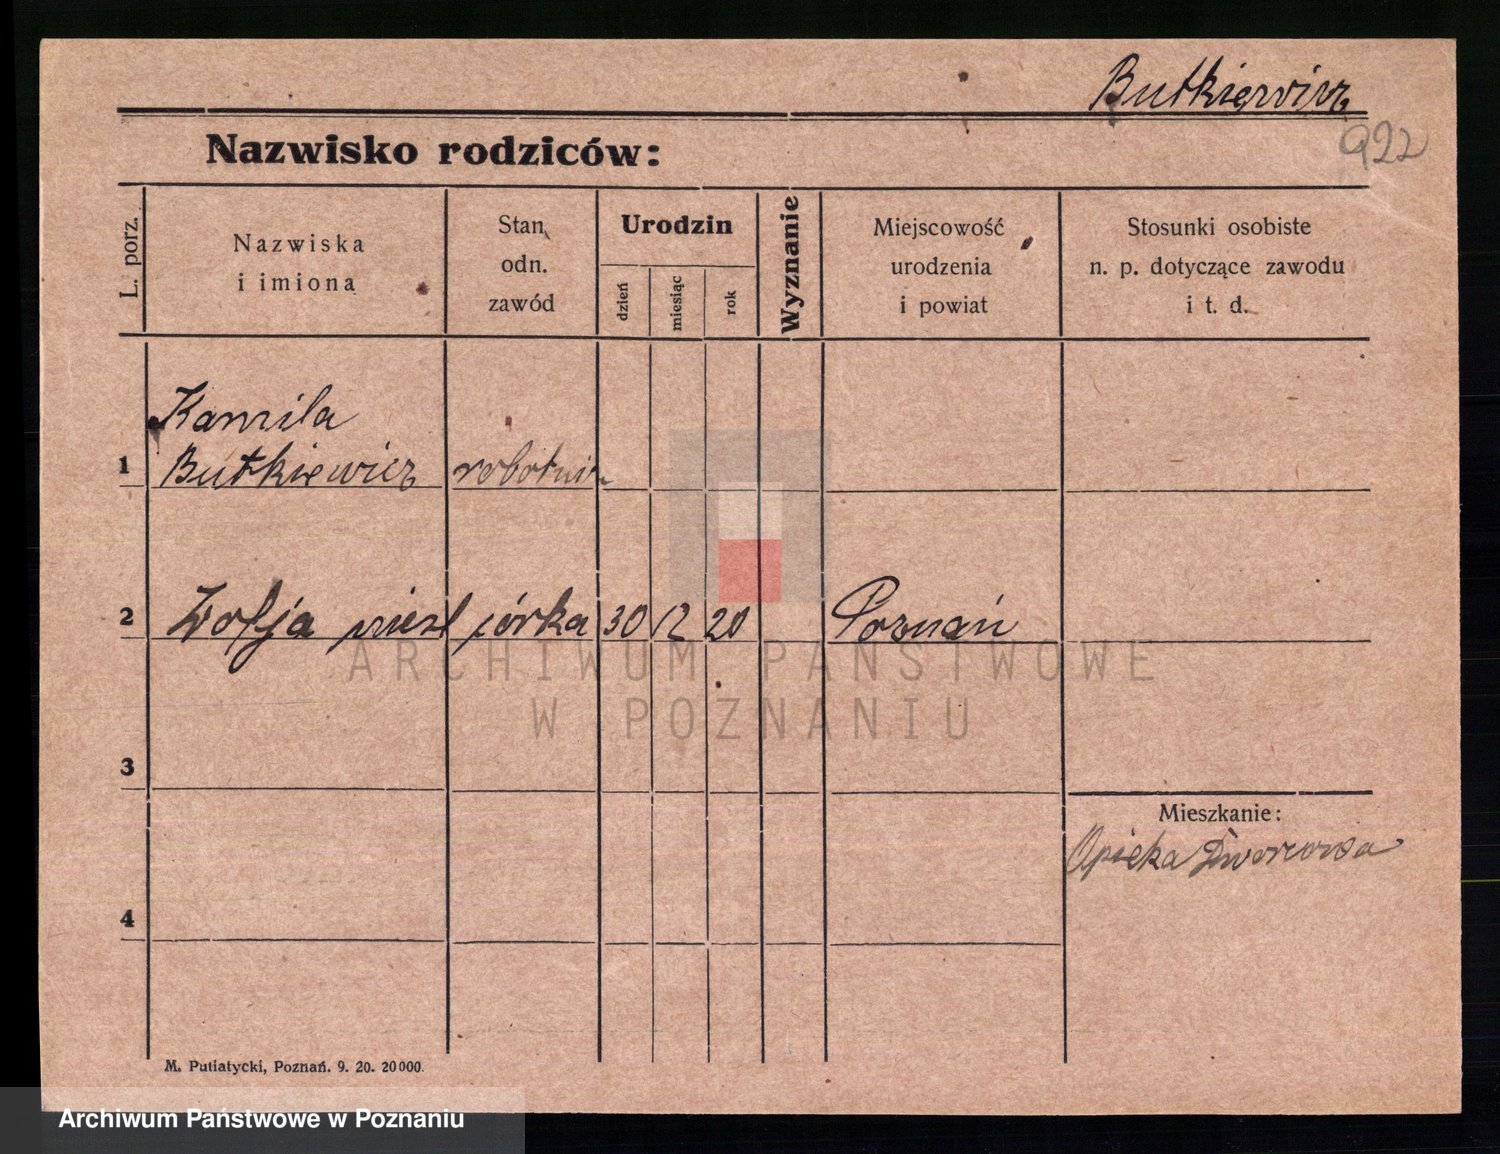 Butkiewicz
922
Nazwisko rodziców:
L. porz.
Nazwiska
i imiona
Stan
odn.
zawód
Urodzin
dzień
miesiąc
rok
Wyznanie
Miejscowość
urodzenia
i powiat
Stosunki osobiste
n. p. dotyczące zawodu
i t. d.
Kamila
1 Butkiewicz robotnic
2 Zofja nieśl córka 30 12 20 Poznań
ARCHIWUM PAŃSTWOWE
W POZNANIU
3
Mieszkanie:
Opieka Dworcowa
4
M. Putiatycki, Poznań. 9. 20. 20000.
Archiwum Państwowe w Poznaniu